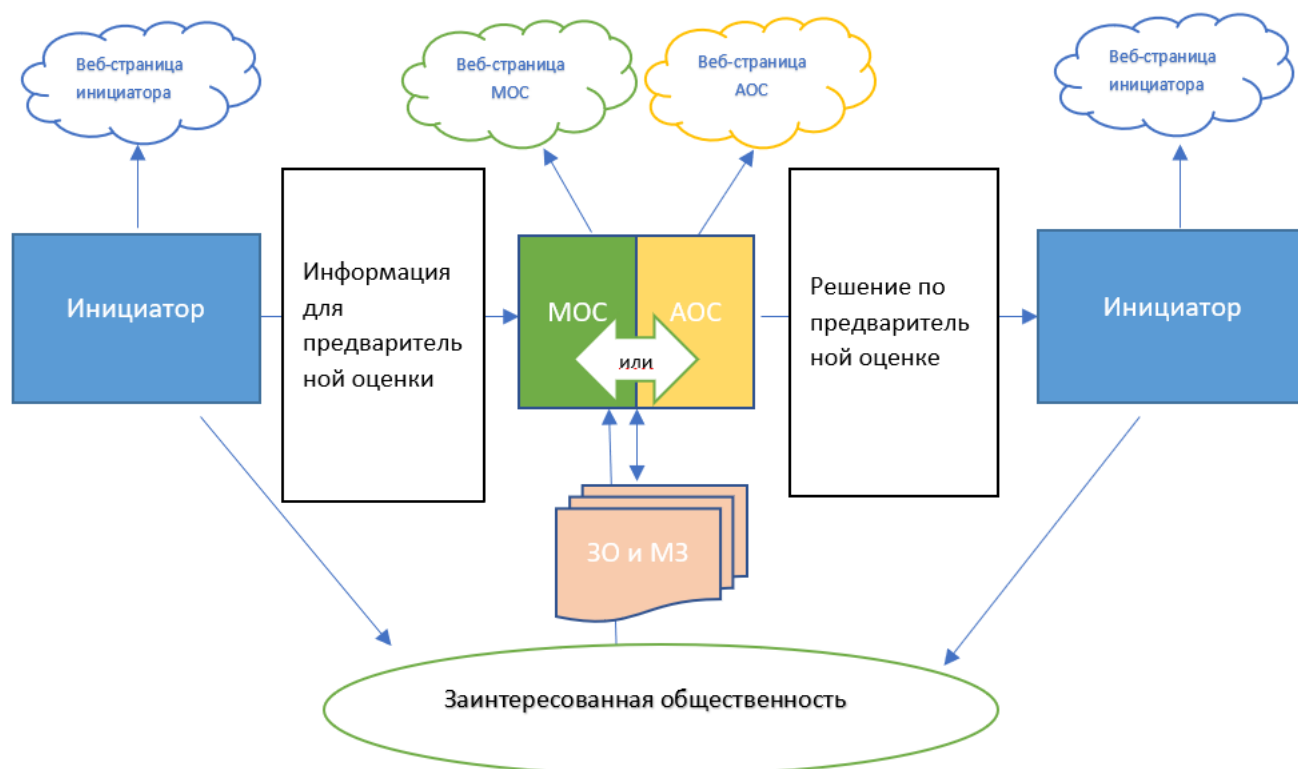 Веб-страница
инициатора
Веб-страница
МОС
Веб-страница
АОС
Веб-страница
инициатора
Инициатор
Информация
для
предваритель
ной оценки
МОС
АОС
или
Решение по
предваритель
ной оценке
Инициатор
ЗО и МЗ
Заинтересованная общественность